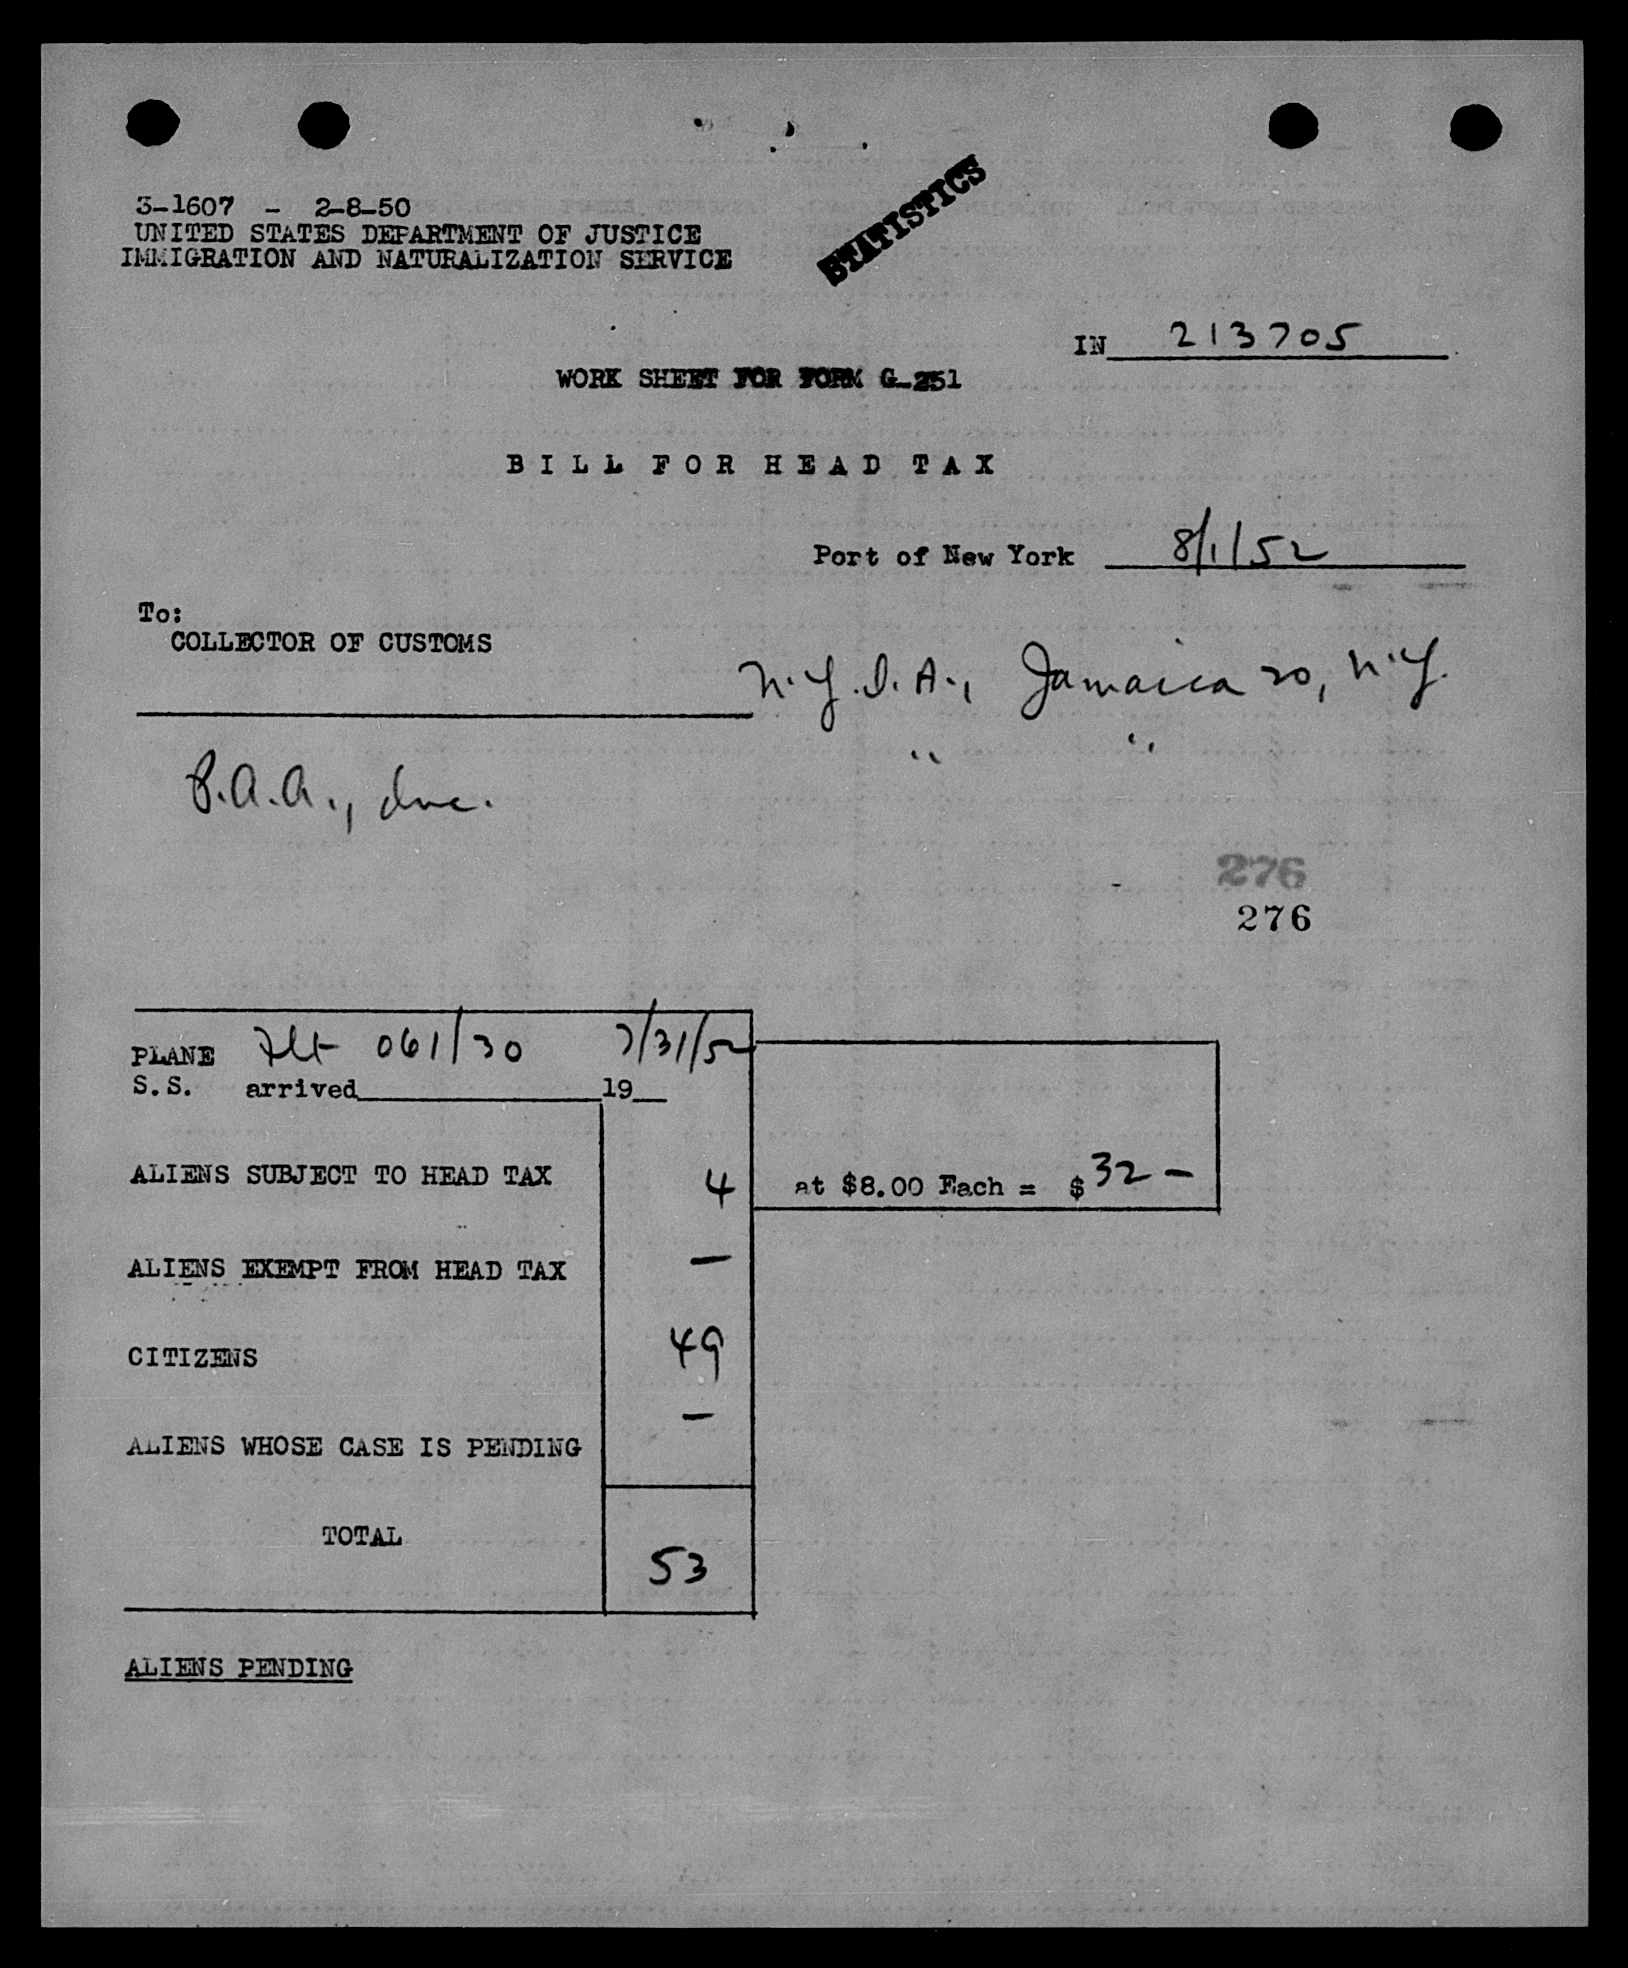 3-1607 - 2-8-50
UNITED STATES DEPARTMENT OF JUSTICE
IMMIGRATION AND NATURALIZATION SERVICE
STATISTICS
IN 213705
WORK SHEET FOR FORM G-251
BILL FOR HEAD TAX
Port of New York 8/1/52
To:
COLLECTOR OF CUSTOMS
N.Y.I.A., Jamaica 20, N.Y.
" "
P.A.A., Inc.
276
276
PLANE Flt 061/30 7/31/52
S.S. arrived 19
ALIENS SUBJECT TO HEAD TAX 4 at $8.00 Each = $ 32 -
ALIENS EXEMPT FROM HEAD TAX -
CITIZENS 49
ALIENS WHOSE CASE IS PENDING -
TOTAL 53
ALIENS PENDING